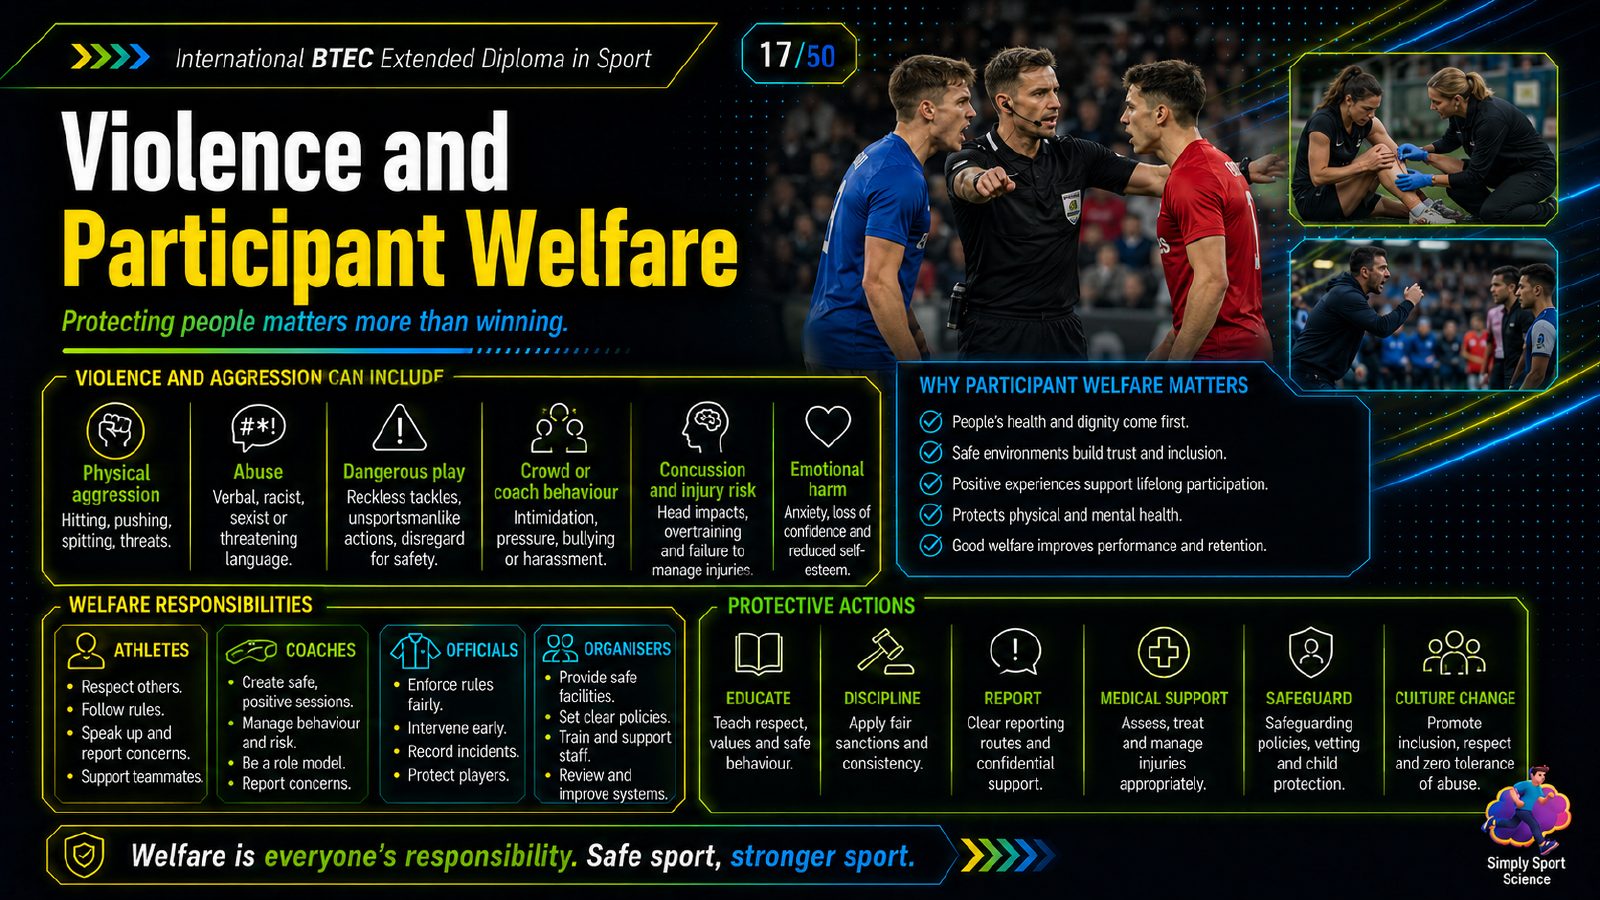 International BTEC Extended Diploma in Sport
17/50
Violence and
Participant Welfare
Protecting people matters more than winning.
VIOLENCE AND AGGRESSION CAN INCLUDE
Physical
aggression
Hitting, pushing,
spitting, threats.
#*!
Abuse
Verbal, racist,
sexist or
threatening
language.
Dangerous play
Reckless tackles,
unsportsmanlike
actions, disregard
for safety.
Crowd or
coach behaviour
Intimidation,
pressure, bullying
or harassment.
Concussion
and injury risk
Head impacts,
overtraining
and failure to
manage injuries.
Emotional
harm
Anxiety, loss of
confidence and
reduced self-
esteem.
WHY PARTICIPANT WELFARE MATTERS
People's health and dignity come first.
Safe environments build trust and inclusion.
Positive experiences support lifelong participation.
Protects physical and mental health.
Good welfare improves performance and retention.
WELFARE RESPONSIBILITIES
ATHLETES
• Respect others.
• Follow rules.
• Speak up and
report concerns.
• Support teammates.
COACHES
• Create safe,
positive sessions.
• Manage behaviour
and risk.
• Be a role model.
• Report concerns.
OFFICIALS
• Enforce rules
fairly.
• Intervene early.
• Record incidents.
• Protect players.
ORGANISERS
• Provide safe
facilities.
• Set clear policies.
• Train and support
staff.
• Review and
improve systems.
PROTECTIVE ACTIONS
EDUCATE
Teach respect,
values and safe
behaviour.
DISCIPLINE
Apply fair
sanctions and
consistency.
REPORT
Clear reporting
routes and
confidential
support.
MEDICAL SUPPORT
Assess, treat
and manage
injuries
appropriately.
SAFEGUARD
Safeguarding
policies, vetting
and child
protection.
CULTURE CHANGE
Promote
inclusion, respect
and zero tolerance
of abuse.
Welfare is everyone's responsibility. Safe sport, stronger sport.
Simply Sport
Science